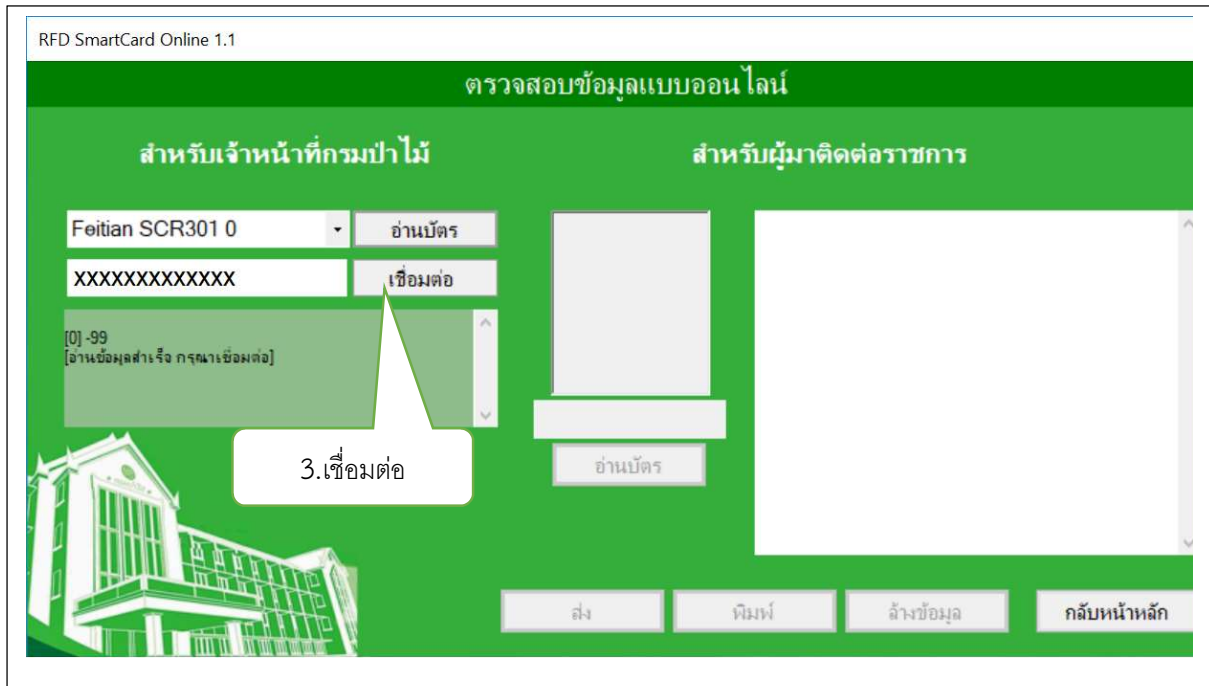 RFD SmartCard Online 1.1
ตรวจสอบข้อมูลแบบออนไลน์
สำหรับเจ้าหน้าที่กรมป่าไม้
สำหรับผู้มาติดต่อราชการ
Feitian SCR301 0
อ่านบัตร
XXXXXXXXXXXXX
เชื่อมต่อ
[0] -99
[อ่านข้อมูลสำเร็จ กรุณาเชื่อมต่อ]
3.เชื่อมต่อ
อ่านบัตร
ส่ง
พิมพ์
ล้างข้อมูล
กลับหน้าหลัก